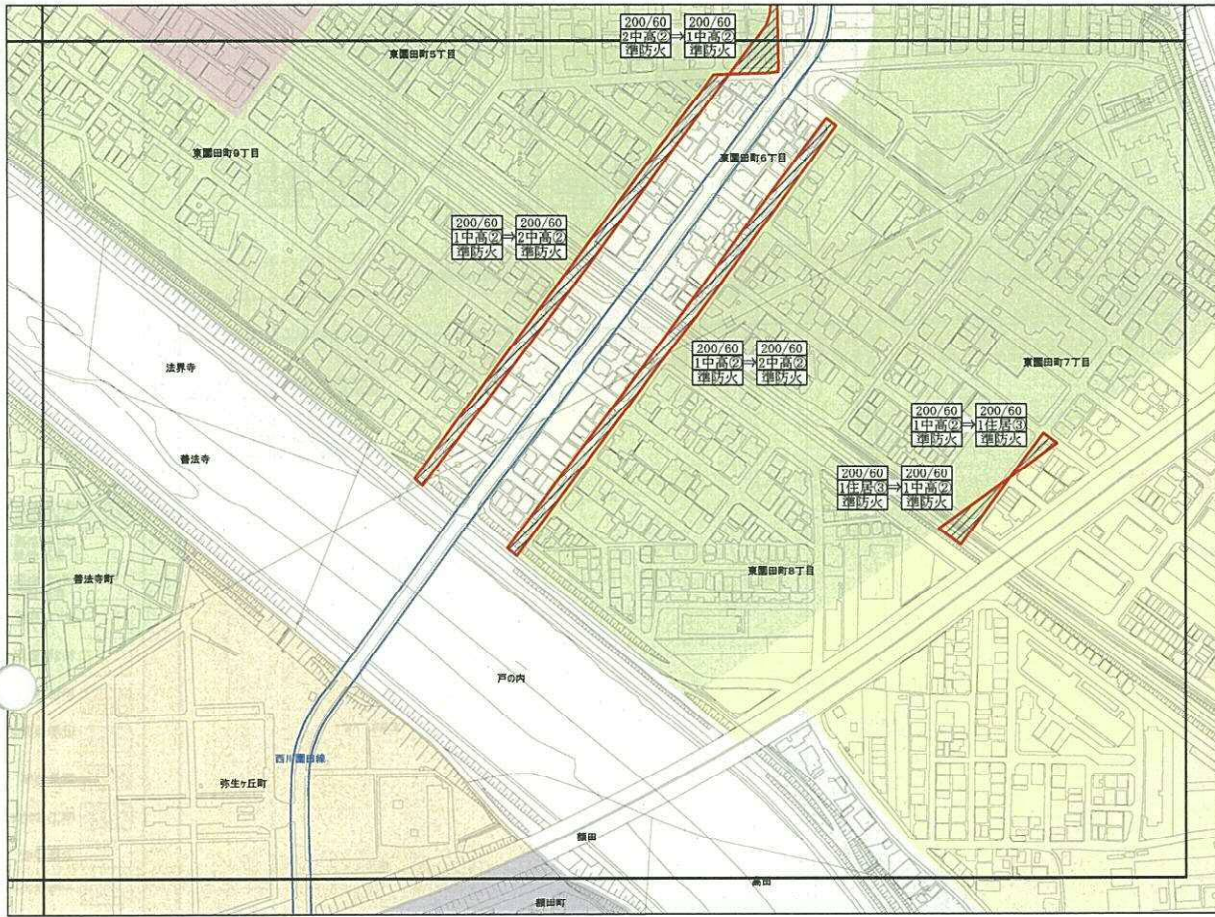 200/60 200/60
2中高②⇒1中高②
準防火 準防火
東園田町5丁目
東園田町9丁目
東園田町6丁目
200/60 200/60
1中高②⇒2中高②
準防火 準防火
200/60 200/60
1中高②⇒2中高②
準防火 準防火
法界寺
東園田町7丁目
200/60 200/60
1中高②⇒1住居③
準防火 準防火
善法寺
200/60 200/60
1住居③⇒1中高②
準防火 準防火
善法寺町
東園田町8丁目
戸の内
西川園田線
弥生ヶ丘町
額田
高田
額田町